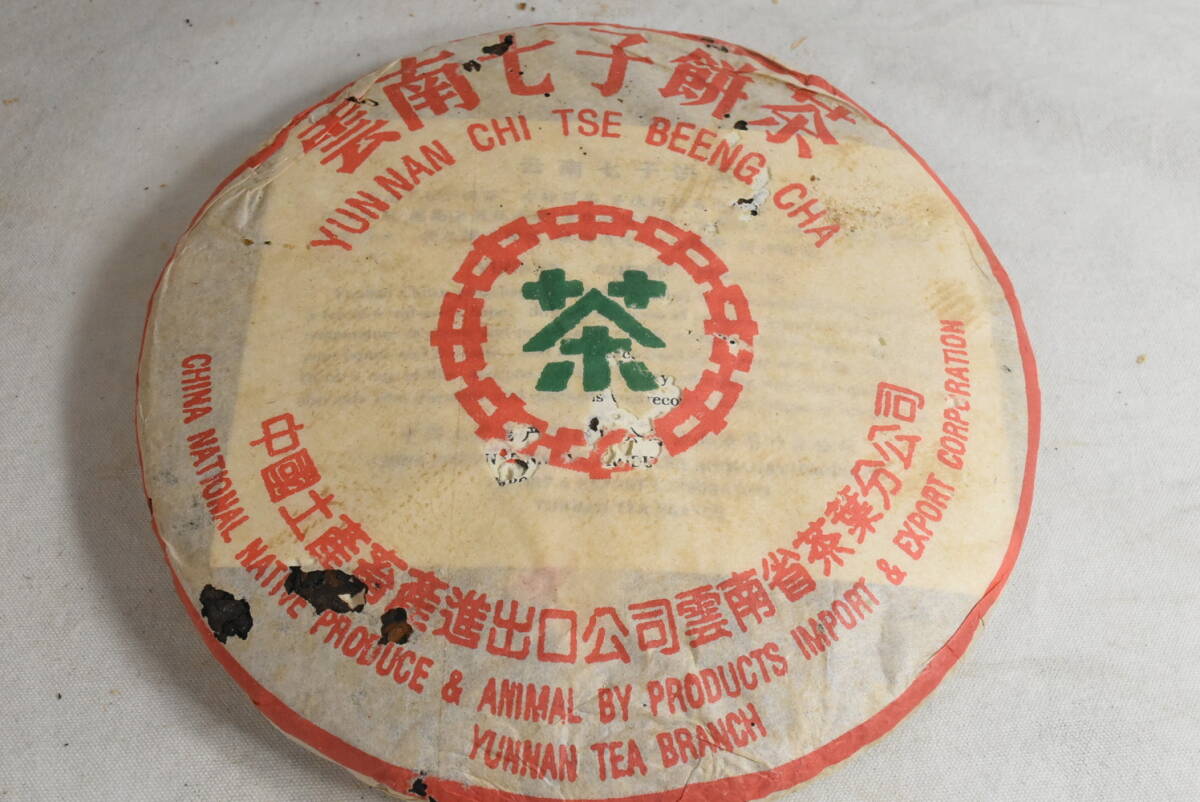 雲南七子餅茶
YUNNAN CHI TSE BEENG CHA
茶
中國土產畜產進出口公司雲南省茶葉分公司
CHINA NATIONAL NATIVE PRODUCE & ANIMAL BY PRODUCTS IMPORT & EXPORT CORPORATION
YUNNAN TEA BRANCH